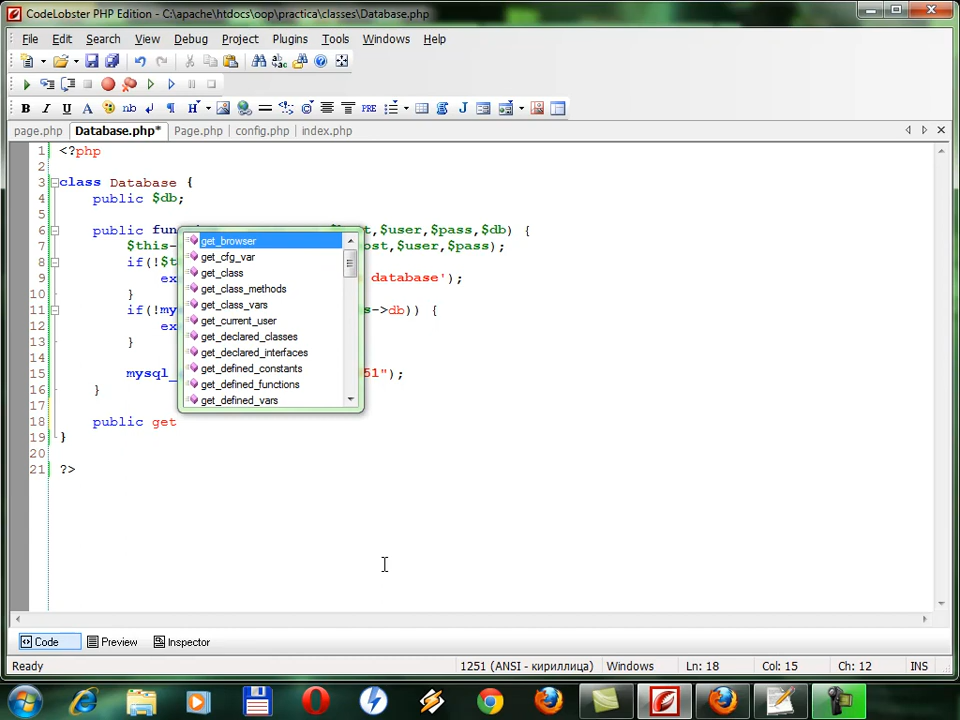 CodeLobster PHP Edition - C:\apache\htdocs\oop\practica\classes\Database.php
File Edit Search View Debug Project Plugins Tools Windows Help
B I U A nb H PRE J
page.php Database.php* Page.php config.php index.php
1 <?php
2
3 class Database {
4 public $db;
5
6 public func $user,$pass,$db) {
7 $this- ost,$user,$pass);
8 if(!$t
9 ex database');
10 }
11 if(!my s->db)) {
12 ex
13 }
14
15 mysql_ 51");
16 }
17
18 public get
19 }
20
21 ?>
get_browser
get_cfg_var
get_class
get_class_methods
get_class_vars
get_current_user
get_declared_classes
get_declared_interfaces
get_defined_constants
get_defined_functions
get_defined_vars
Code Preview Inspector
Ready 1251 (ANSI - кириллица) Windows Ln: 18 Col: 15 Ch: 12 INS